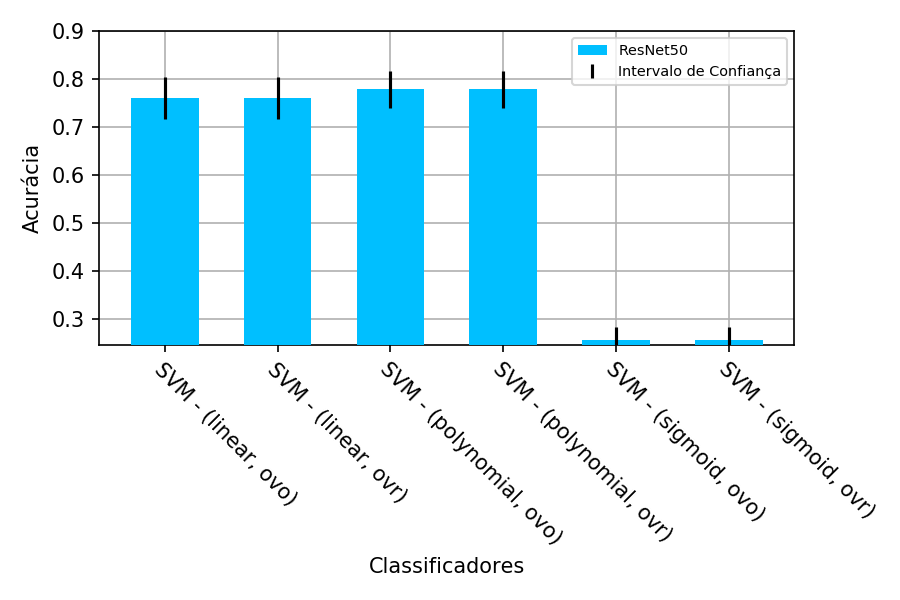 0.9
0.8
0.7
0.6
0.5
0.4
0.3
Acurácia
ResNet50
Intervalo de Confiança
SVM - (linear, ovo)
SVM - (linear, ovr)
SVM - (polynomial, ovo)
SVM - (polynomial, ovr)
SVM - (sigmoid, ovo)
SVM - (sigmoid, ovr)
Classificadores